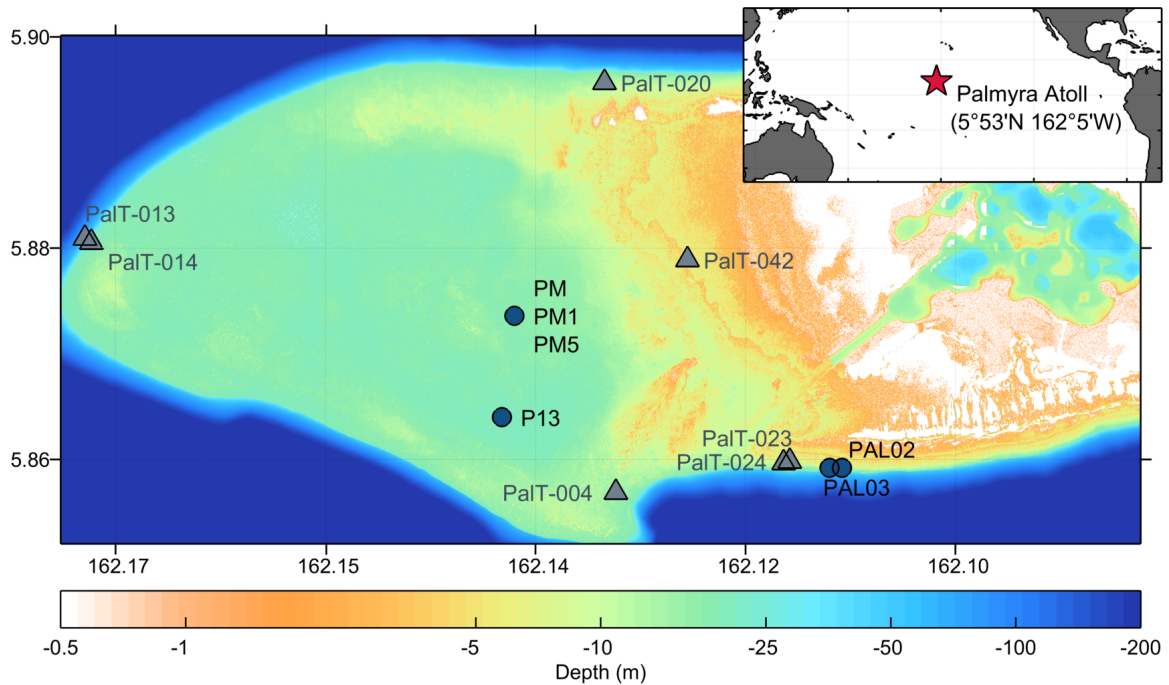 5.90
PalT-020
Palmyra Atoll
(5°53'N 162°5'W)
PalT-013
5.88
PalT-014
PalT-042
PM
PM1
PM5
P13
PalT-023
PAL02
5.86
PalT-024
PAL03
PalT-004
162.17
162.15
162.14
162.12
162.10
-0.5
-1
-5
-10
-25
-50
-100
-200
Depth (m)